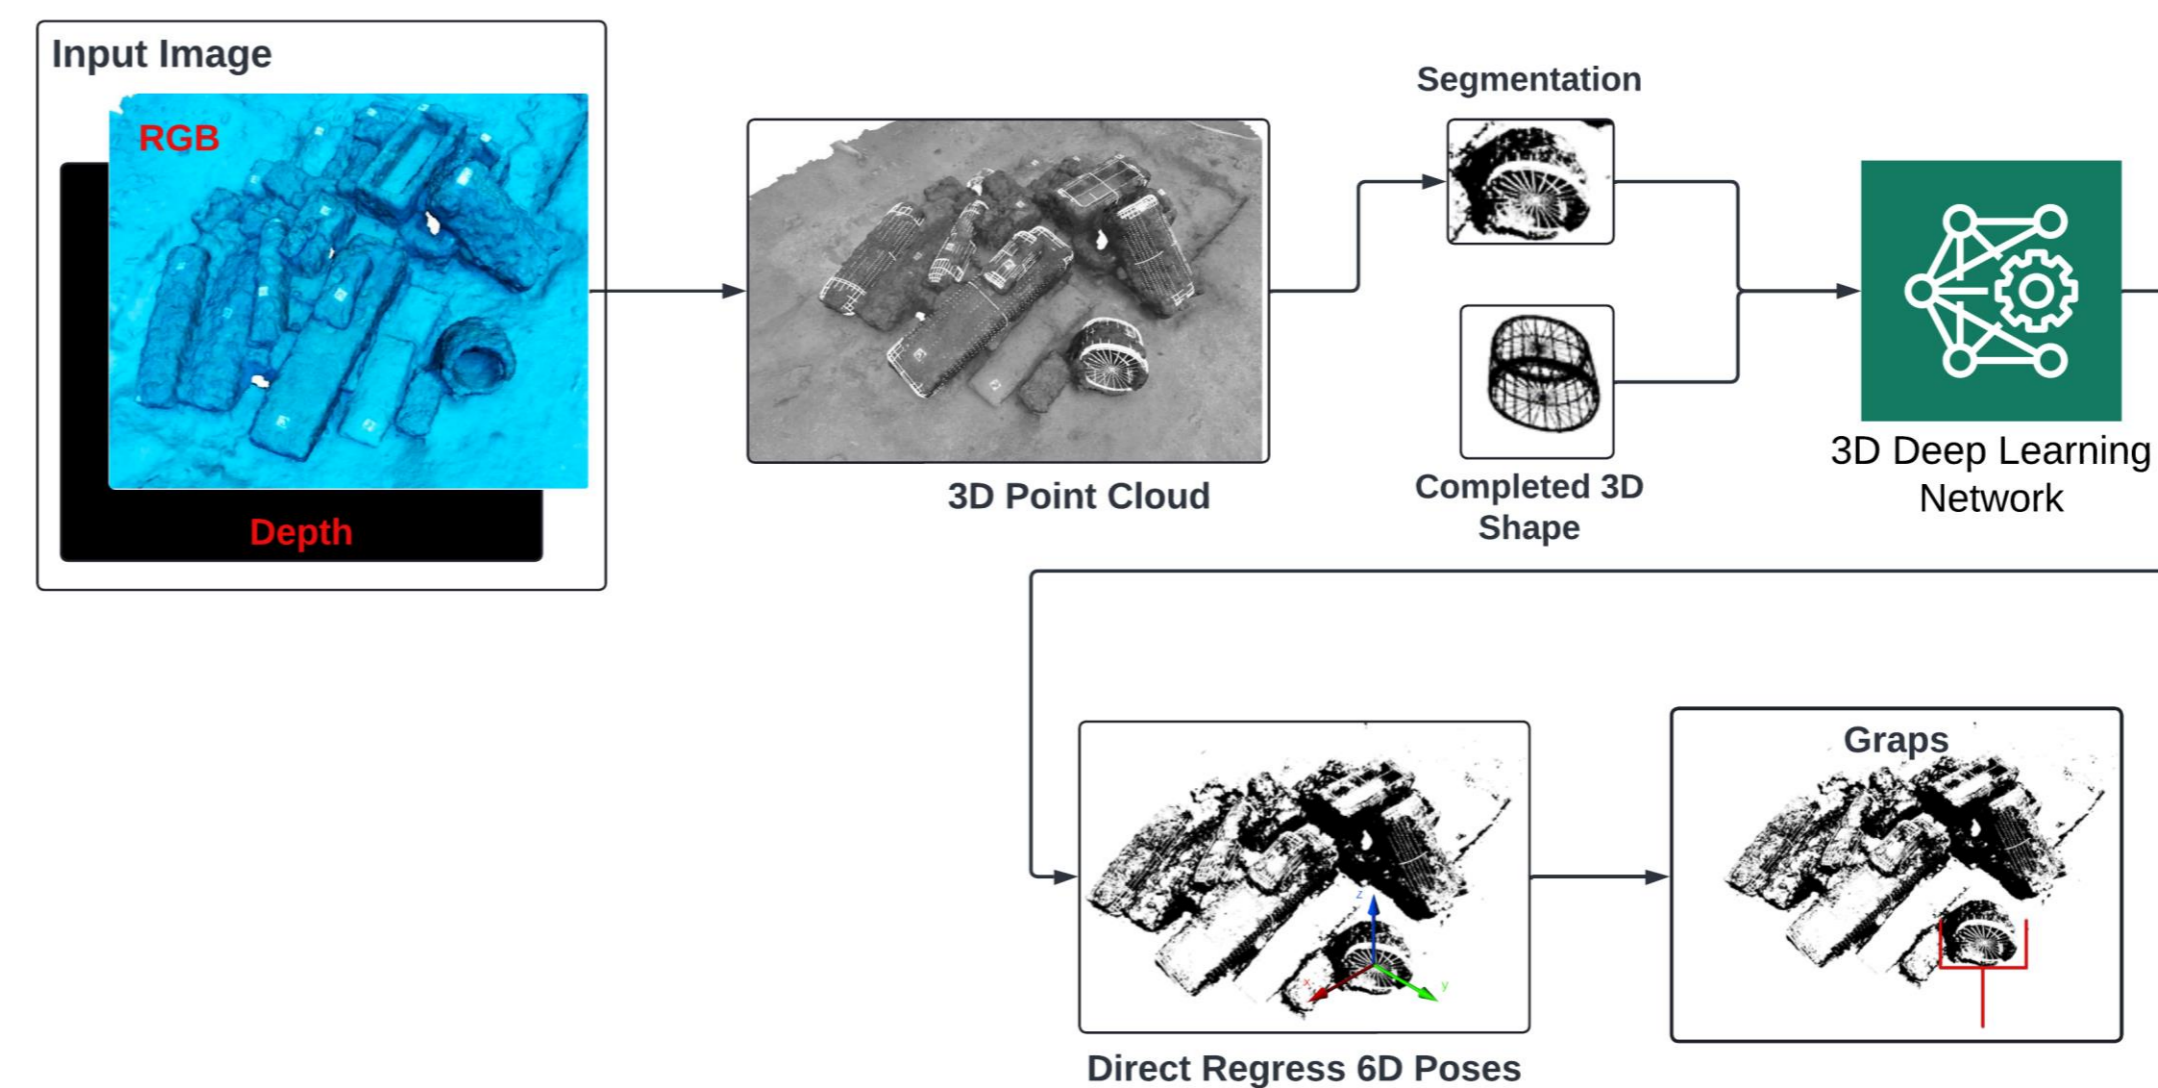 Input Image
RGB
Depth
3D Point Cloud
Segmentation
Completed 3D
Shape
3D Deep Learning
Network
z
x
y
Direct Regress 6D Poses
Graps